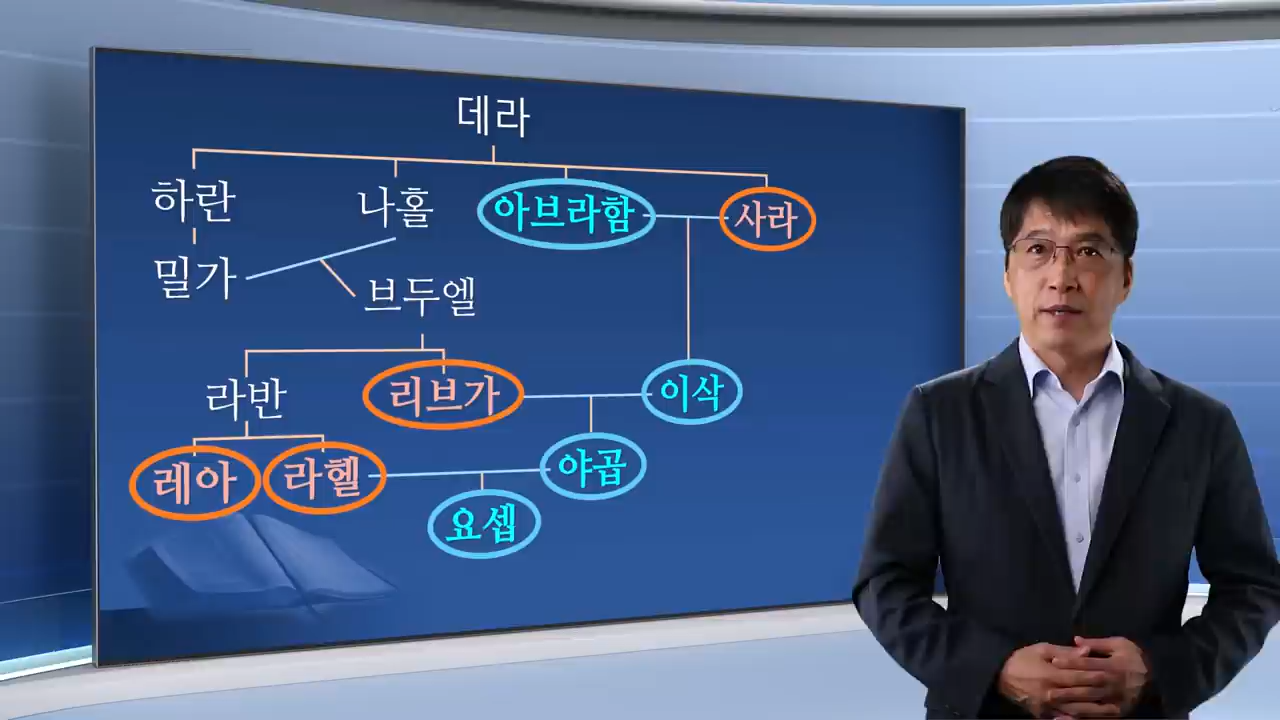 데라
하란 나홀 아브라함 사라
밀가 브두엘
라반 리브가 이삭
레아 라헬 야곱
요셉